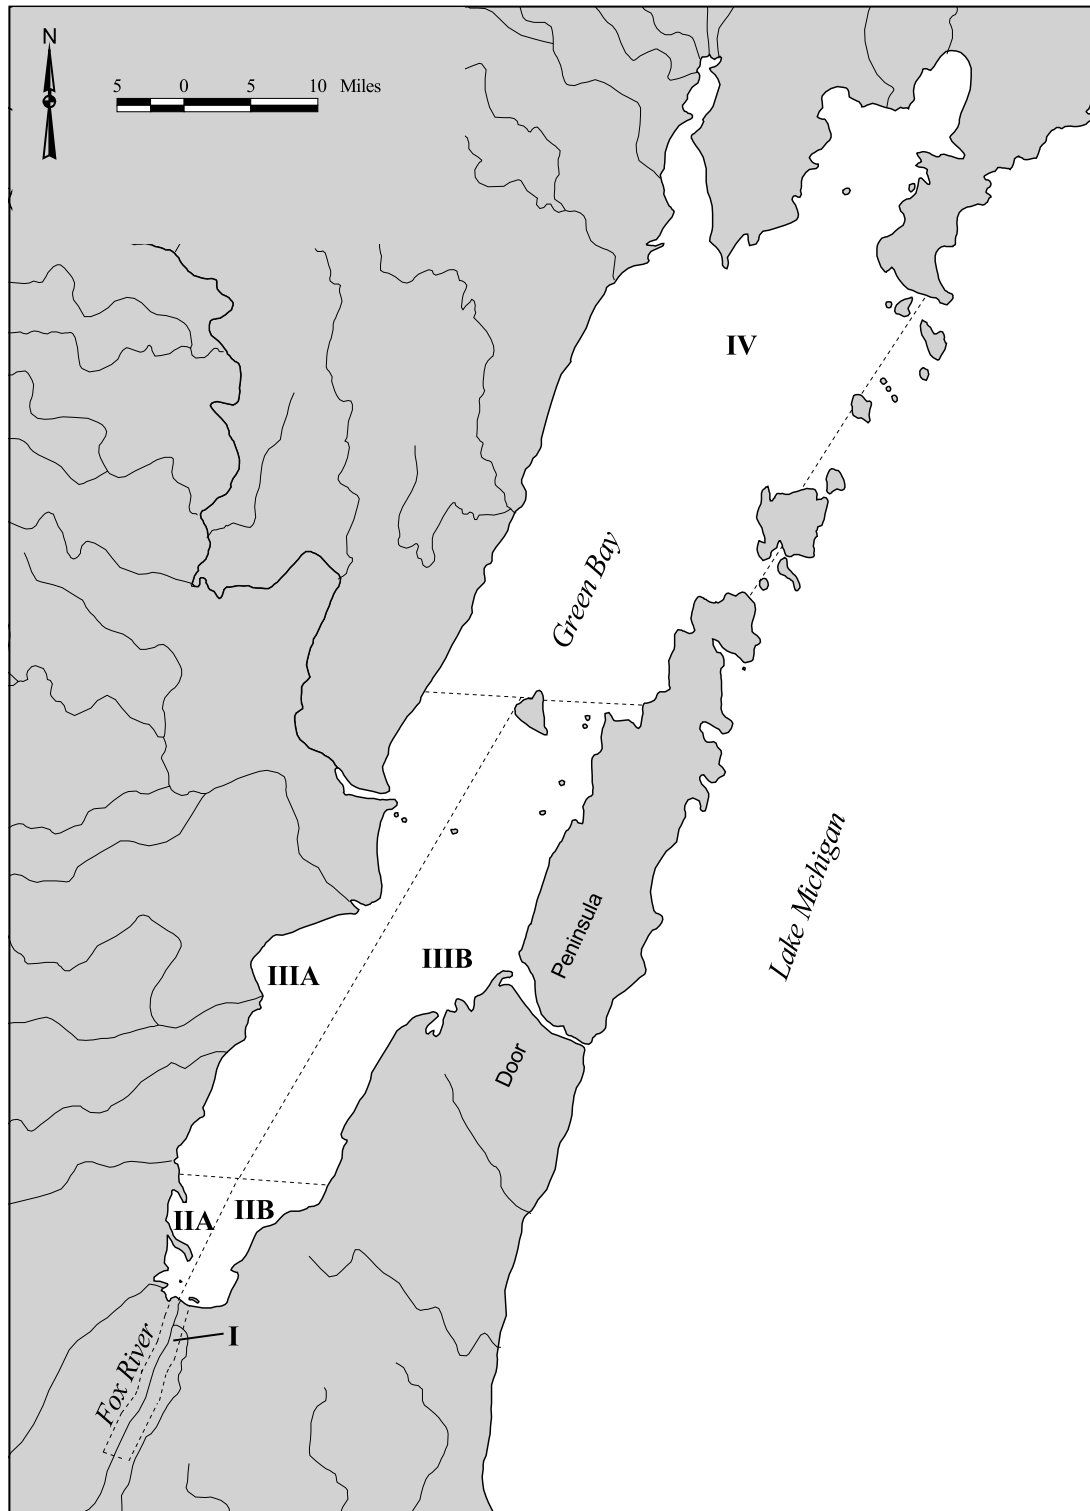 N
5 0 5 10 Miles
IV
Green Bay
Lake Michigan
Peninsula
IIIB
IIIA
Door
IIB
IIA
I
Fox River